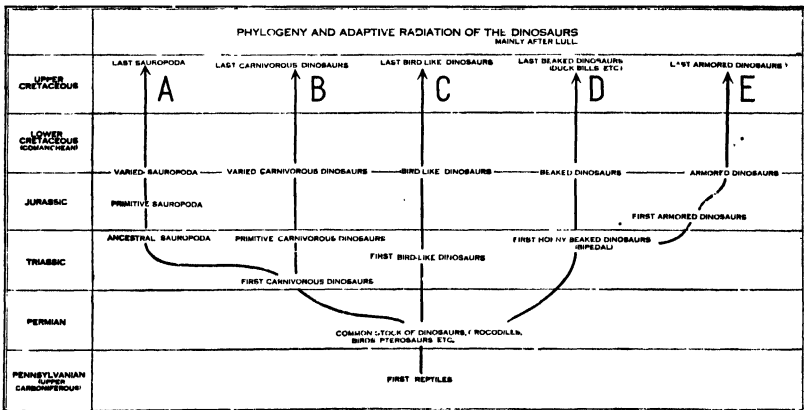 PHYLOGENY AND ADAPTIVE RADIATION OF THE DINOSAURS
MAINLY AFTER LULL.
LAST SAUROPODA
LAST CARNIVOROUS DINOSAURS
LAST BIRD LIKE DINOSAURS
LAST BEAKED DINOSAURS
(DUCK BILLS ETC)
LAST ARMORED DINOSAURS
UPPER
CRETACEOUS
A
B
C
D
E
LOWER
CRETACEOUS
(COMANCHEAN)
VARIED SAUROPODA
VARIED CARNIVOROUS DINOSAURS
BIRD LIKE DINOSAURS
BEAKED DINOSAURS
ARMORED DINOSAURS
JURASSIC
PRIMITIVE SAUROPODA
FIRST ARMORED DINOSAURS
ANCESTRAL SAUROPODA
PRIMITIVE CARNIVOROUS DINOSAURS
FIRST HORNY BEAKED DINOSAURS
(BIPEDAL)
TRIASSIC
FIRST BIRD-LIKE DINOSAURS
FIRST CARNIVOROUS DINOSAURS
PERMIAN
COMMON STOCK OF DINOSAURS, CROCODILLS,
BIRDS PTEROSAURS ETC.
PENNSYLVANIAN
(UPPER
CARBONIFEROUS)
FIRST REPTILES